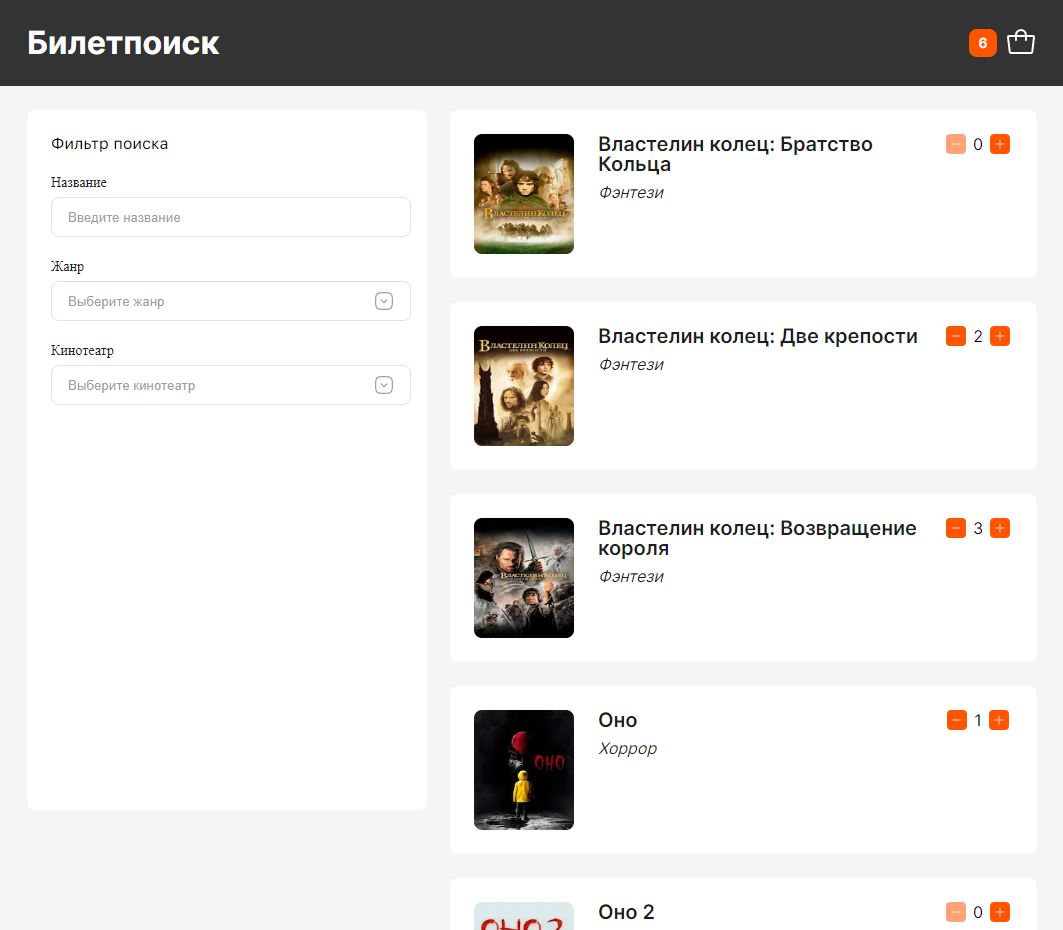 Билетпоиск
6
Фильтр поиска
Название
Введите название
Жанр
Выберите жанр
Кинотеатр
Выберите кинотеатр
Властелин Колец
Властелин колец: Братство
Кольца
Фэнтези
0
Властелин Колец
две крепости
Властелин колец: Две крепости
Фэнтези
2
Властелин Колец
Властелин колец: Возвращение
короля
Фэнтези
3
ОНО
Оно
Хоррор
1
ОНО 2
Оно 2
0